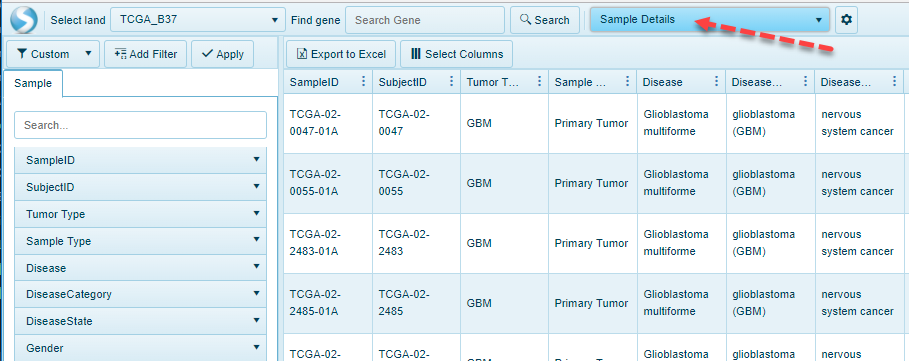 Select land TCGA_B37 Find gene Search Gene Search Sample Details
Custom Add Filter Apply Export to Excel Select Columns
Sample
Search...
SampleID
SubjectID
Tumor Type
Sample Type
Disease
DiseaseCategory
DiseaseState
Gender
SampleID SubjectID Tumor T... Sample ... Disease Disease... Disease...
TCGA-02- TCGA-02- GBM Primary Tumor Glioblastoma glioblastoma nervous
0047-01A 0047 multiforme (GBM) system cancer
TCGA-02- TCGA-02- GBM Primary Tumor Glioblastoma glioblastoma nervous
0055-01A 0055 multiforme (GBM) system cancer
TCGA-02- TCGA-02- GBM Primary Tumor Glioblastoma glioblastoma nervous
2483-01A 2483 multiforme (GBM) system cancer
TCGA-02- TCGA-02- GBM Primary Tumor Glioblastoma glioblastoma nervous
2485-01A 2485 multiforme (GBM) system cancer
TCGA-02- TCGA-02- Glioblastoma glioblastoma nervous